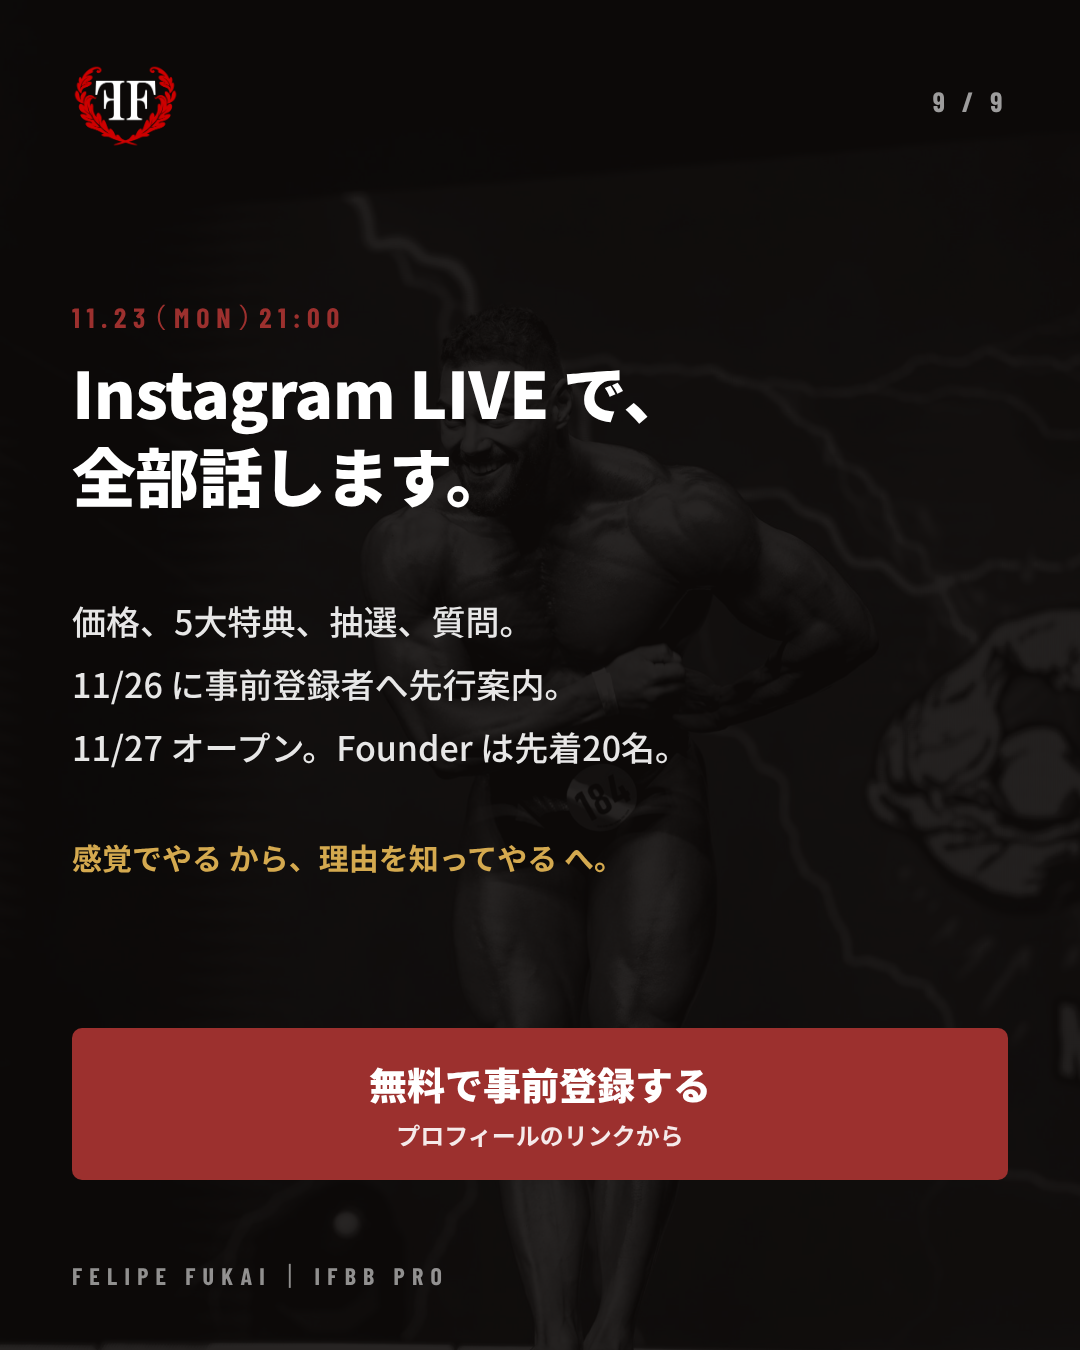 FF
9 / 9
11.23（MON）21:00
Instagram LIVE で、
全部話します。
価格、5大特典、抽選、質問。
11/26 に事前登録者へ先行案内。
11/27 オープン。Founder は先着20名。
184
感覚でやる から、理由を知ってやる へ。
無料で事前登録する
プロフィールのリンクから
FELIPE FUKAI｜IFBB PRO